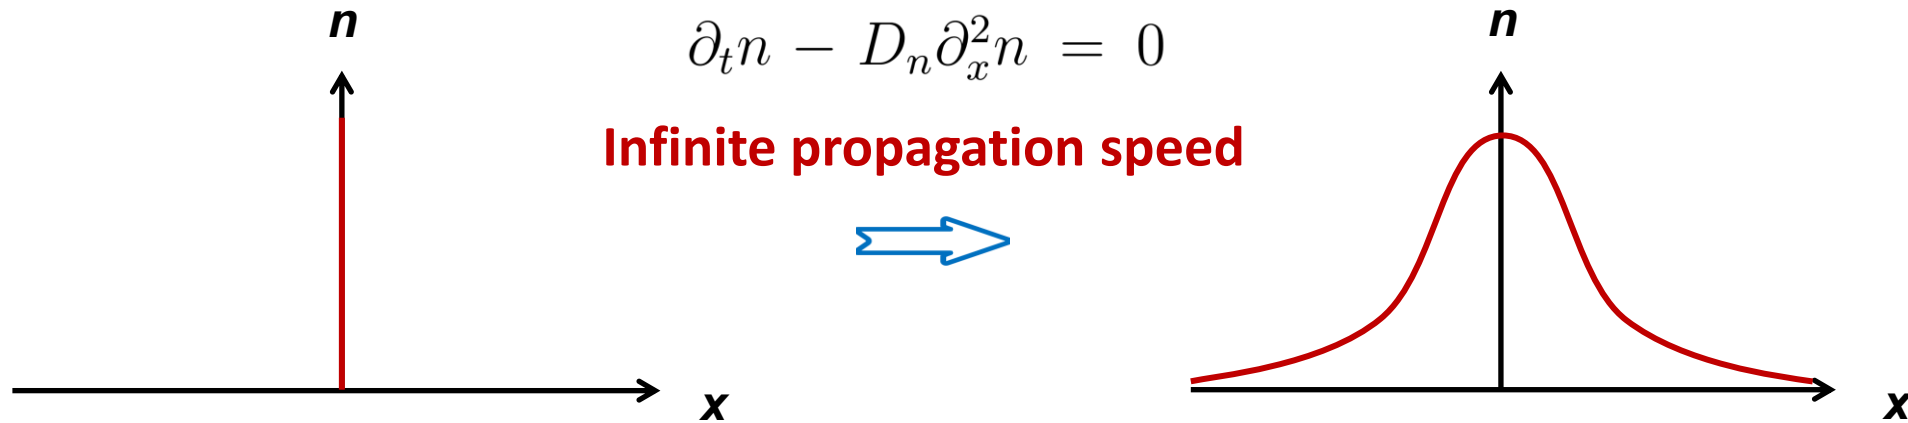 n
∂ₜn − Dₙ∂ₓ²n = 0
n
Infinite propagation speed
x
x